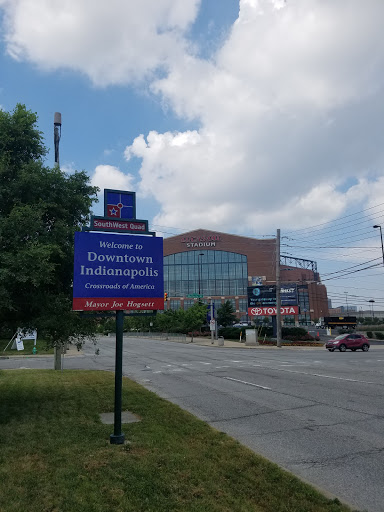 SouthWest Quad
Welcome to
Downtown
Indianapolis
Crossroads of America
Mayor Joe Hogsett
STADIUM
TOYOTA